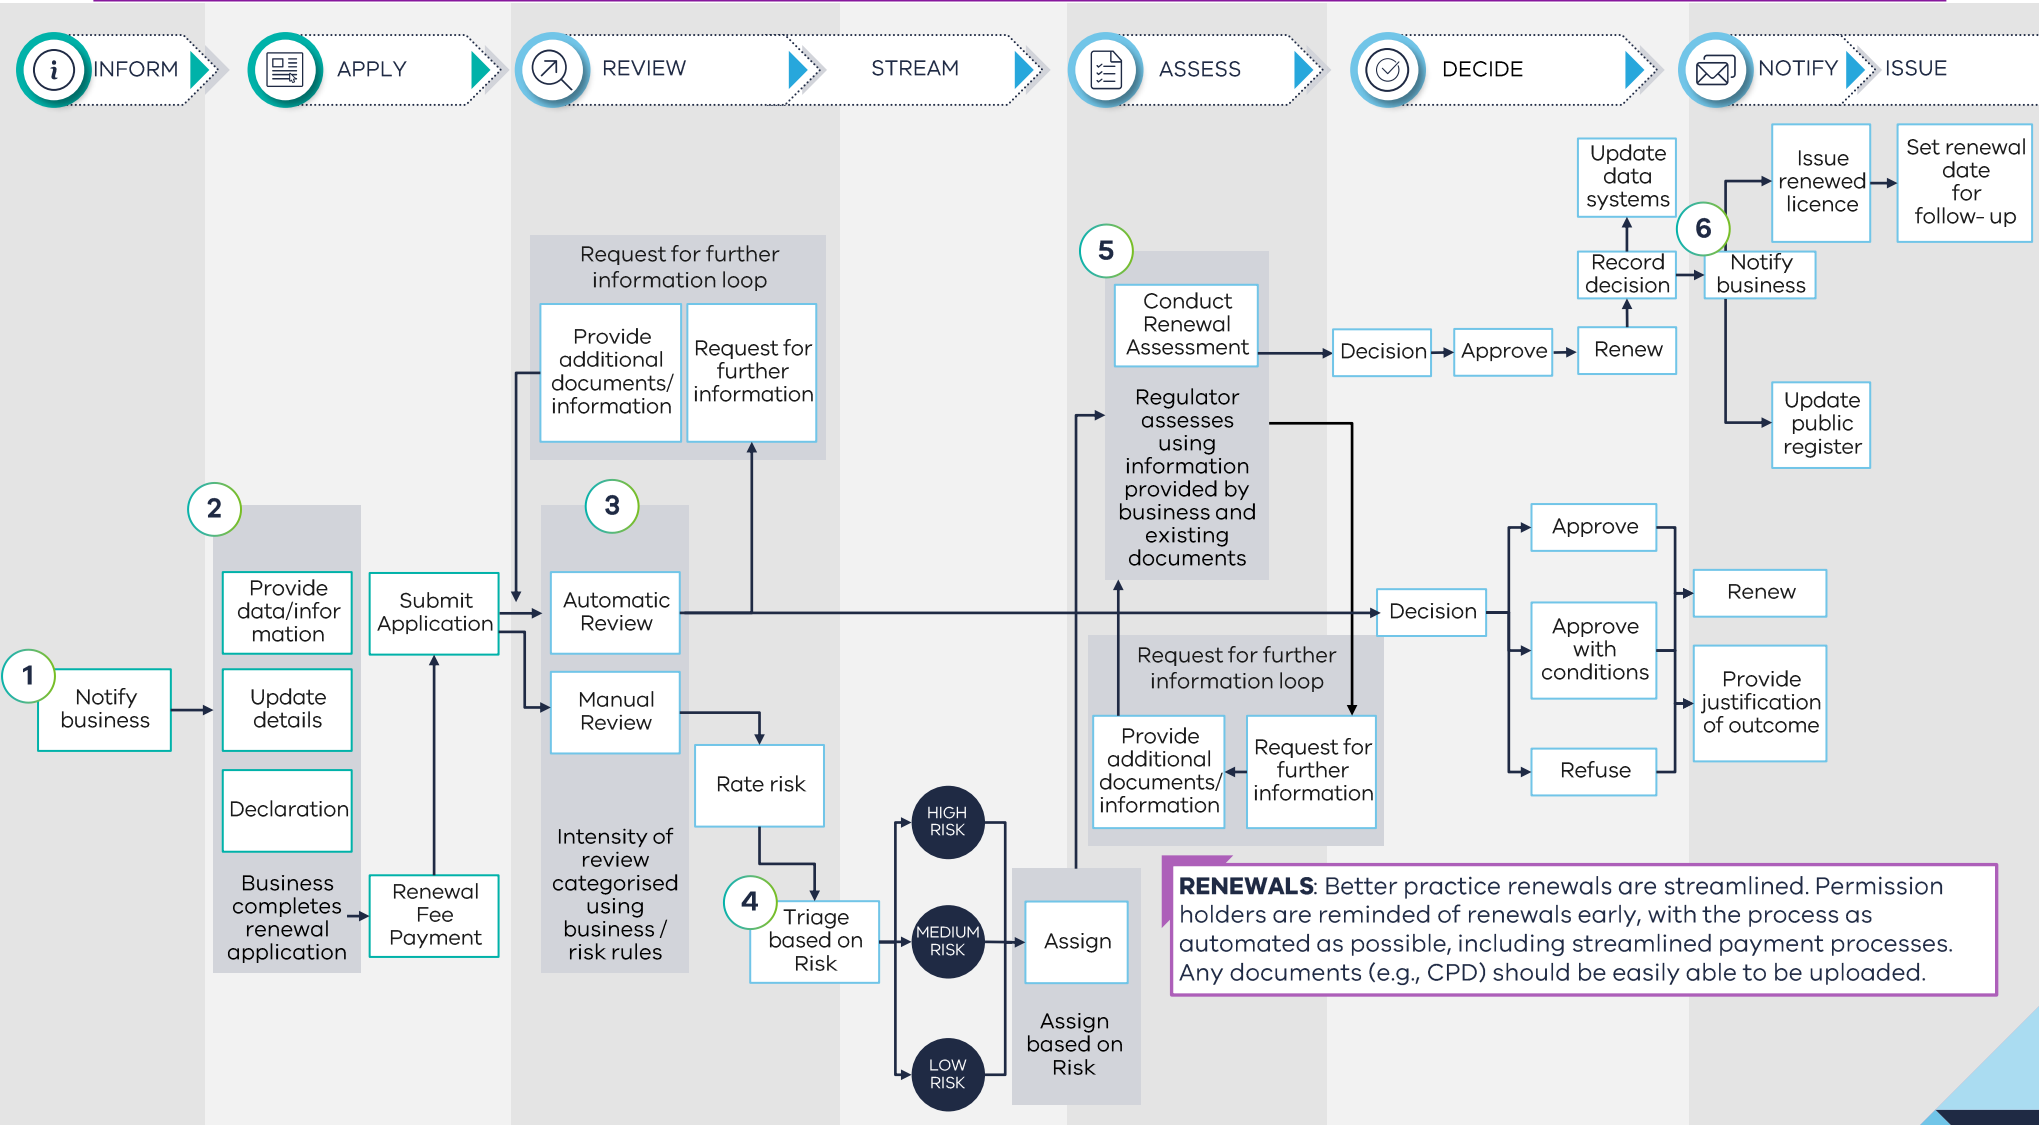 INFORM
APPLY
REVIEW
STREAM
ASSESS
DECIDE
NOTIFY
ISSUE
1
Notify
business
2
Provide
data/infor
mation
Update
details
Declaration
Business
completes
renewal
application
Submit
Application
Renewal
Fee
Payment
Request for further
information loop
Provide
additional
documents/
information
Request for
further
information
3
Automatic
Review
Manual
Review
Intensity of
review
categorised
using
business /
risk rules
Rate risk
4
Triage
based on
Risk
HIGH
RISK
MEDIUM
RISK
LOW
RISK
Assign
Assign
based on
Risk
5
Conduct
Renewal
Assessment
Regulator
assesses
using
information
provided by
business and
existing
documents
Request for further
information loop
Provide
additional
documents/
information
Request for
further
information
Decision
Approve
Renew
Record
decision
Update
data
systems
6
Notify
business
Issue
renewed
licence
Set renewal
date
for
follow- up
Update
public
register
Decision
Approve
Approve
with
conditions
Refuse
Renew
Provide
justification
of outcome
RENEWALS: Better practice renewals are streamlined. Permission
holders are reminded of renewals early, with the process as
automated as possible, including streamlined payment processes.
Any documents (e.g., CPD) should be easily able to be uploaded.